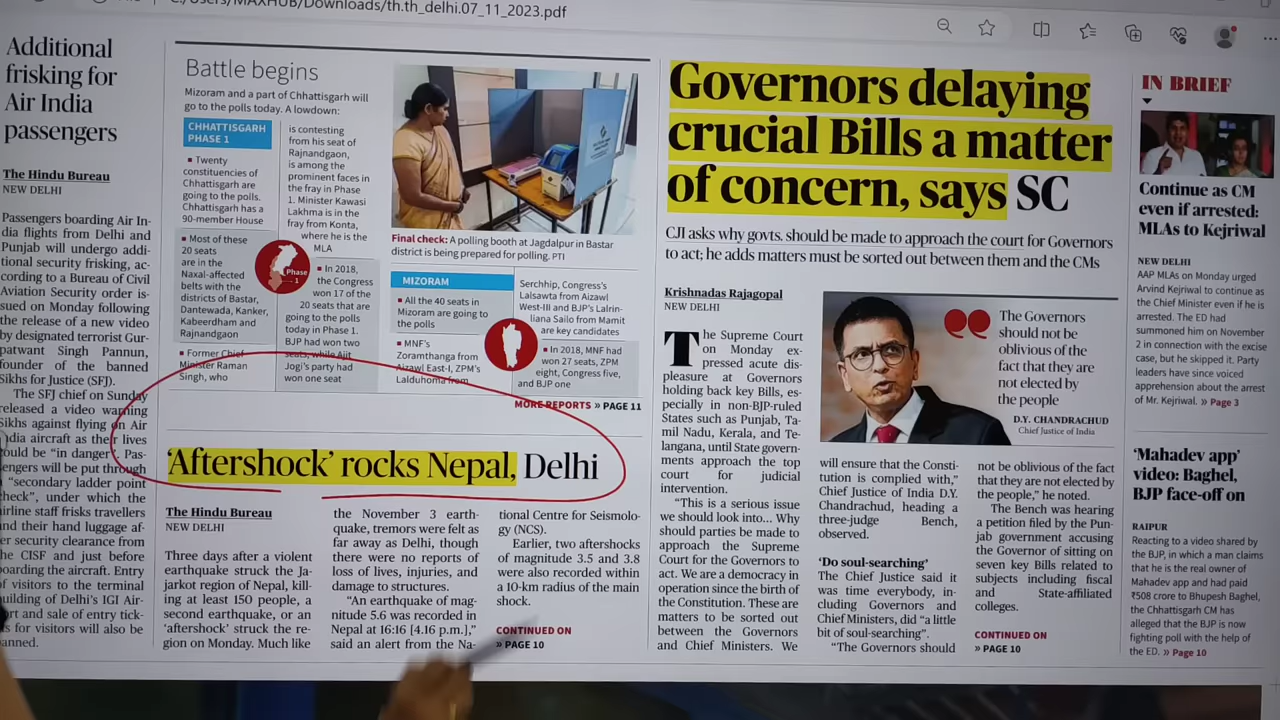 C:/Users/MAXHUB/Downloads/th.th_delhi.07_11_2023.pdf
Additional
frisking for
Air India
passengers
The Hindu Bureau
NEW DELHI
Passengers boarding Air In-
dia flights from Delhi and
Punjab will undergo addi-
tional security frisking, ac-
cording to a Bureau of Civil
Aviation Security order is-
sued on Monday following
the release of a new video
by designated terrorist Gur-
patwant Singh Pannun,
founder of the banned
Sikhs for Justice (SFJ).
The SFJ chief on Sunday
released a video warning
Sikhs against flying on Air
India aircraft as their lives
could be "in danger". Pas-
sengers will be put through
"secondary ladder point
check", under which the
airline staff frisks travellers
and their hand luggage af-
ter security clearance from
the CISF and just before
boarding the aircraft. Entry
of visitors to the terminal
building of Delhi's IGI Air-
port and sale of entry tick-
ets for visitors will also be
banned.
Battle begins
Mizoram and a part of Chhattisgarh will
go to the polls today. A lowdown:
CHHATTISGARH
PHASE 1
■ Twenty
constituencies of
Chhattisgarh are
going to the polls.
Chhattisgarh has a
90-member House
■ Most of these
20 seats
are in the
Naxal-affected
belts with the
districts of Bastar,
Dantewada, Kanker,
Kabeerdham and
Rajnandgaon
■ Former Chief
Minister Raman
Singh, who
is contesting
from his seat of
Rajnandgaon,
is among the
prominent faces in
the fray in Phase
1. Minister Kawasi
Lakhma is in the
fray from Konta,
where he is the
MLA
Phase
1
■ In 2018,
the Congress
won 17 of the
20 seats that are
going to the polls
today in Phase 1.
BJP had won two
seats, while Ajit
Jogi's party had
won one seat
Final check: A polling booth at Jagdalpur in Bastar
district is being prepared for polling. PTI
MIZORAM
■ All the 40 seats in
Mizoram are going to
the polls
■ MNF's
Zoramthanga from
Aizawl East-I, ZPM's
Lalduhoma from
Serchhip, Congress's
Lalsawta from Aizawl
West-III and BJP's Lalrin-
liana Sailo from Mamit
are key candidates
■ In 2018, MNF had
won 27 seats, ZPM
eight, Congress five,
and BJP one
MORE REPORTS » PAGE 11
'Aftershock' rocks Nepal, Delhi
The Hindu Bureau
NEW DELHI
Three days after a violent
earthquake struck the Ja-
jarkot region of Nepal, kill-
ing at least 150 people, a
second earthquake, or an
'aftershock' struck the re-
gion on Monday. Much like
the November 3 earth-
quake, tremors were felt as
far away as Delhi, though
there were no reports of
loss of lives, injuries, and
damage to structures.
"An earthquake of mag-
nitude 5.6 was recorded in
Nepal at 16:16 [4.16 p.m.],"
said an alert from the Na-
tional Centre for Seismolo-
gy (NCS).
Earlier, two aftershocks
of magnitude 3.5 and 3.8
were also recorded within
a 10-km radius of the main
shock.
CONTINUED ON
» PAGE 10
Governors delaying
crucial Bills a matter
of concern, says SC
CJI asks why govts. should be made to approach the court for Governors
to act; he adds matters must be sorted out between them and the CMs
Krishnadas Rajagopal
NEW DELHI
The Supreme Court
on Monday ex-
pressed acute dis-
pleasure at Governors
holding back key Bills, es-
pecially in non-BJP-ruled
States such as Punjab, Ta-
mil Nadu, Kerala, and Te-
langana, until State govern-
ments approach the top
court for judicial
intervention.
"This is a serious issue
we should look into... Why
should parties be made to
approach the Supreme
Court for the Governors to
act. We are a democracy in
operation since the birth of
the Constitution. These are
matters to be sorted out
between the Governors
and Chief Ministers. We
The Governors
should not be
oblivious of the
fact that they are
not elected by
the people
D.Y. CHANDRACHUD
Chief Justice of India
will ensure that the Consti-
tution is complied with,"
Chief Justice of India D.Y.
Chandrachud, heading a
three-judge Bench,
observed.
'Do soul-searching'
The Chief Justice said it
was time everybody, in-
cluding Governors and
Chief Ministers, did "a little
bit of soul-searching".
"The Governors should
not be oblivious of the fact
that they are not elected by
the people," he noted.
The Bench was hearing
a petition filed by the Pun-
jab government accusing
the Governor of sitting on
seven key Bills related to
subjects including fiscal
and State-affiliated
colleges.
CONTINUED ON
» PAGE 10
IN BRIEF
Continue as CM
even if arrested:
MLAs to Kejriwal
NEW DELHI
AAP MLAs on Monday urged
Arvind Kejriwal to continue as
the Chief Minister even if he is
arrested. The ED had
summoned him on November
2 in connection with the excise
case, but he skipped it. Party
leaders have since voiced
apprehension about the arrest
of Mr. Kejriwal. » Page 3
'Mahadev app'
video: Baghel,
BJP face-off on
RAIPUR
Reacting to a video shared
by the BJP, in which a man claims
that he is the real owner of
Mahadev app and had paid
₹508 crore to Bhupesh Baghel,
the Chhattisgarh CM has
alleged that the BJP is now
fighting poll with the help of
the ED. » Page 10